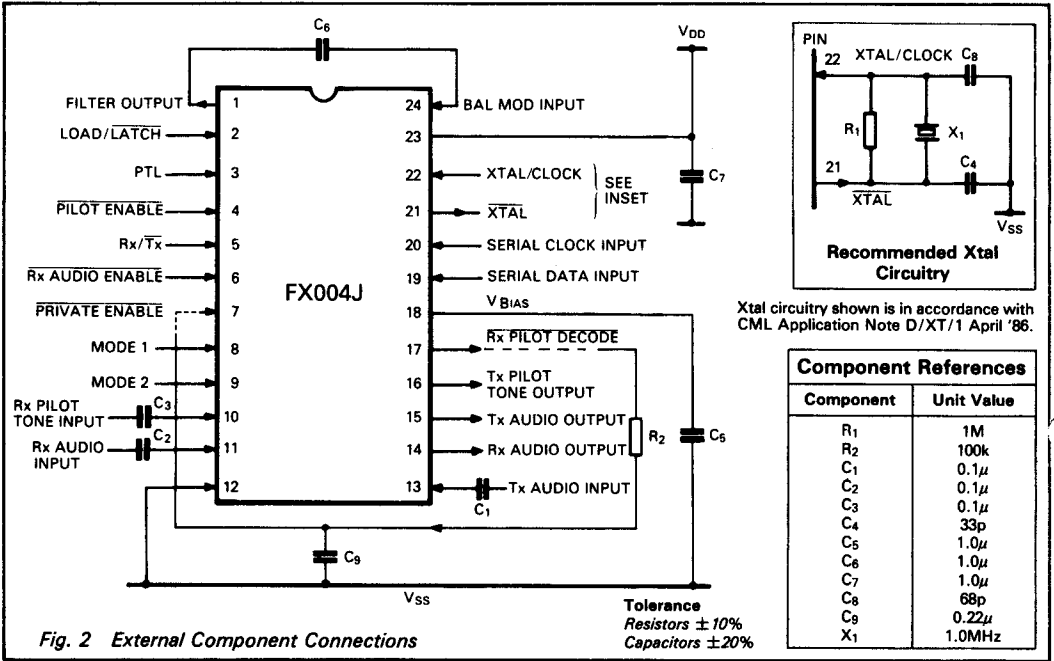 C6
VDD
FILTER OUTPUT 1
24 BAL MOD INPUT
LOAD/LATCH 2
23
PTL 3
22 XTAL/CLOCK
C7
SEE
INSET
PILOT ENABLE 4
21 XTAL
Rx/Tx 5
20 SERIAL CLOCK INPUT
Rx AUDIO ENABLE 6
19 SERIAL DATA INPUT
FX004J
PRIVATE ENABLE 7
18 VBIAS
MODE 1 8
17 Rx PILOT DECODE
MODE 2 9
16 Tx PILOT
TONE OUTPUT
Rx PILOT
TONE INPUT C3 10
15 Tx AUDIO OUTPUT
R2
C5
Rx AUDIO
INPUT C2 11
14 Rx AUDIO OUTPUT
12
13 Tx AUDIO INPUT
C1
C9
VSS
Tolerance
Resistors ±10%
Capacitors ±20%
Fig. 2 External Component Connections
PIN
22 XTAL/CLOCK C8
R1
X1
21 C4
XTAL
VSS
Recommended Xtal
Circuitry
Xtal circuitry shown is in accordance with
CML Application Note D/XT/1 April '86.
Component References
Component Unit Value
R1 1M
R2 100k
C1 0.1μ
C2 0.1μ
C3 0.1μ
C4 33p
C5 1.0μ
C6 1.0μ
C7 1.0μ
C8 68p
C9 0.22μ
X1 1.0MHz